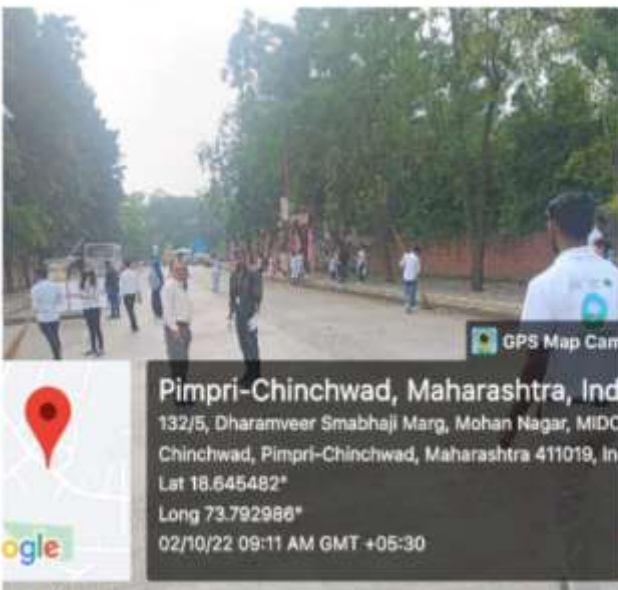 GPS Map Cam
Pimpri-Chinchwad, Maharashtra, Ind
132/5, Dharamveer Smabhaji Marg, Mohan Nagar, MIDC
Chinchwad, Pimpri-Chinchwad, Maharashtra 411019, In
Lat 18.645482°
Long 73.792986°
02/10/22 09:11 AM GMT +05:30
ogle